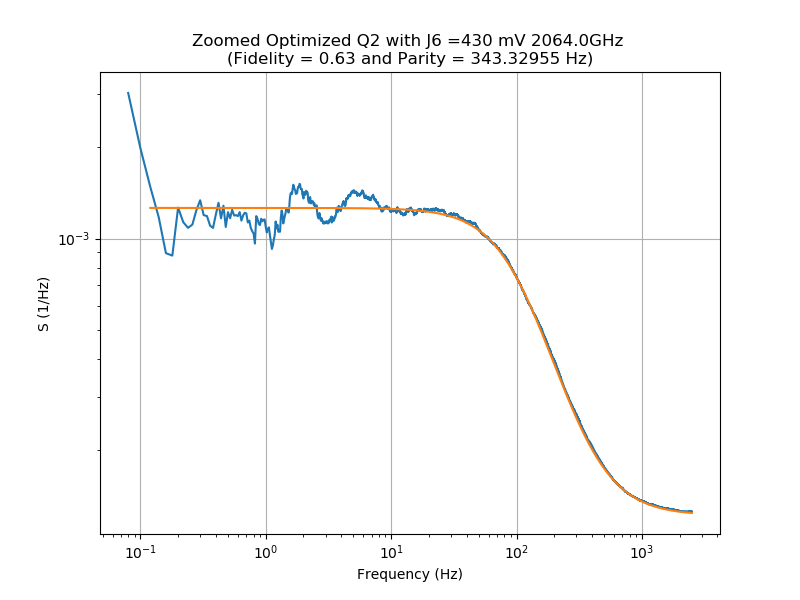 Zoomed Optimized Q2 with J6 =430 mV 2064.0GHz
(Fidelity = 0.63 and Parity = 343.32955 Hz)
S (1/Hz)
10⁻³
10⁻¹ 10⁰ 10¹ 10² 10³
Frequency (Hz)